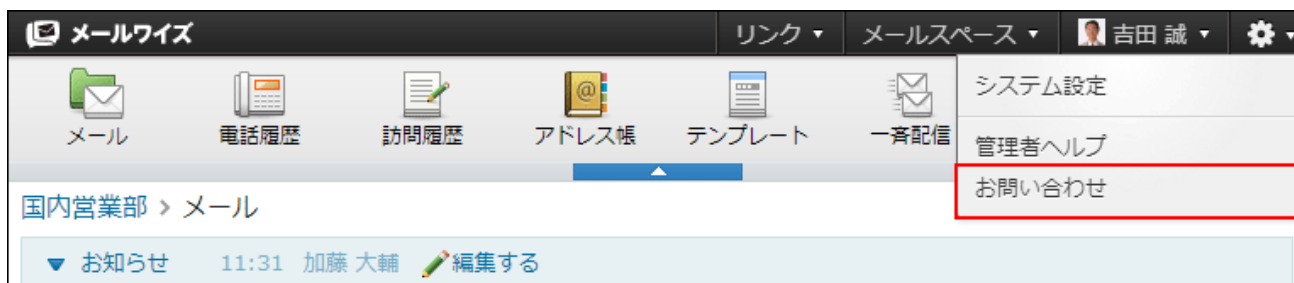 メールワイズ リンク メールスペース 吉田 誠
メール 電話履歴 訪問履歴 アドレス帳 テンプレート 一斉配信
システム設定
管理者ヘルプ
お問い合わせ
国内営業部 > メール
お知らせ 11:31 加藤 大輔 編集する